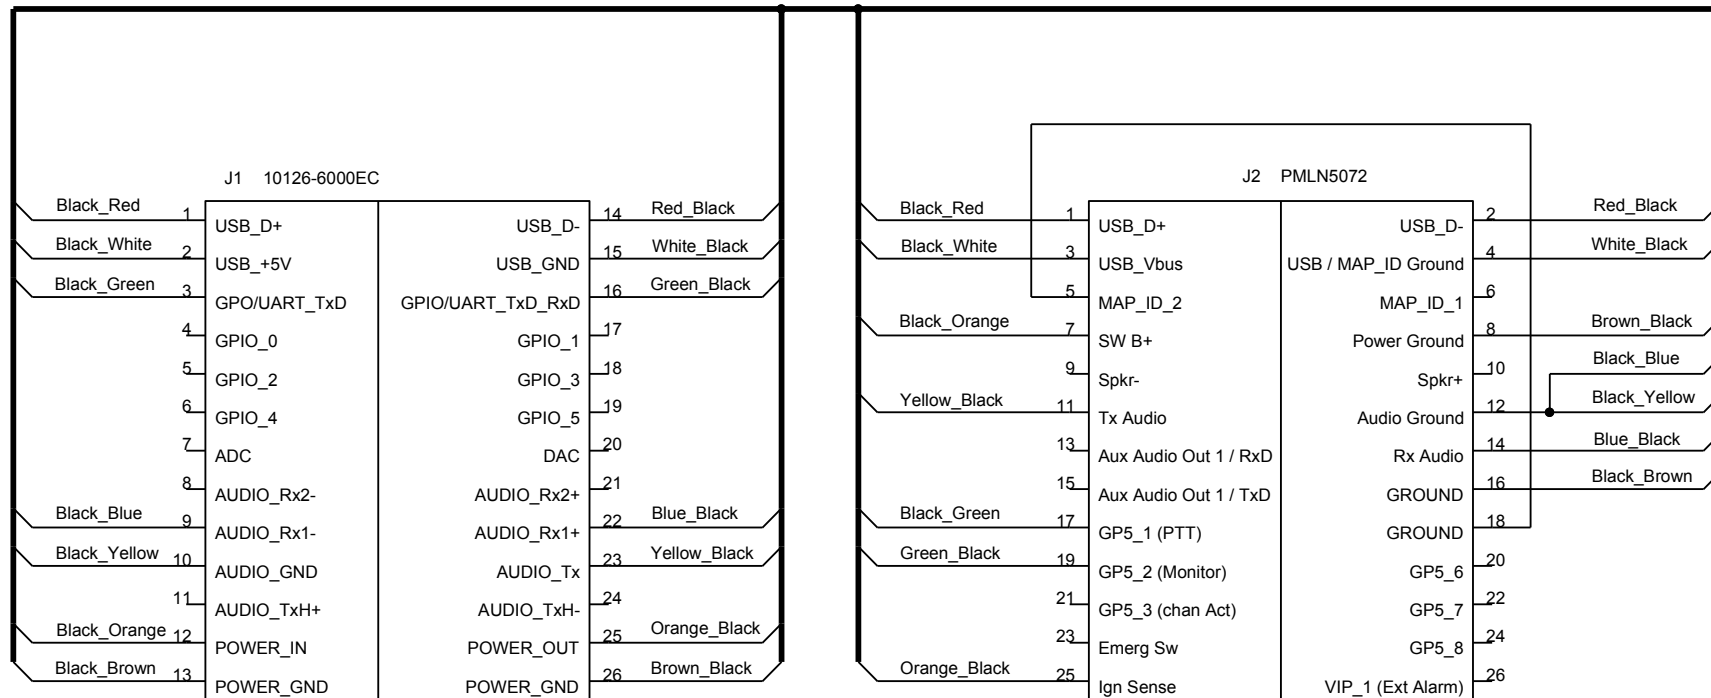 J1 10126-6000EC
J2 PMLN5072
Black_Red 1 USB_D+ USB_D- 14 Red_Black
Black_White 2 USB_+5V USB_GND 15 White_Black
Black_Green 3 GPO/UART_TxD GPIO/UART_TxD_RxD 16 Green_Black
4 GPIO_0 GPIO_1 17
5 GPIO_2 GPIO_3 18
6 GPIO_4 GPIO_5 19
7 ADC DAC 20
8 AUDIO_Rx2- AUDIO_Rx2+ 21
Black_Blue 9 AUDIO_Rx1- AUDIO_Rx1+ 22 Blue_Black
Black_Yellow 10 AUDIO_GND AUDIO_Tx 23 Yellow_Black
11 AUDIO_TxH+ AUDIO_TxH- 24
Black_Orange 12 POWER_IN POWER_OUT 25 Orange_Black
Black_Brown 13 POWER_GND POWER_GND 26 Brown_Black
Black_Red 1 USB_D+ USB_D- 2 Red_Black
Black_White 3 USB_Vbus USB / MAP_ID Ground 4 White_Black
5 MAP_ID_2 MAP_ID_1 6
Black_Orange 7 SW B+ Power Ground 8 Brown_Black
9 Spkr- Spkr+ 10 Black_Blue
Yellow_Black 11 Tx Audio Audio Ground 12 Black_Yellow
13 Aux Audio Out 1 / RxD Rx Audio 14 Blue_Black
15 Aux Audio Out 1 / TxD GROUND 16 Black_Brown
Black_Green 17 GP5_1 (PTT) GROUND 18
Green_Black 19 GP5_2 (Monitor) GP5_6 20
21 GP5_3 (chan Act) GP5_7 22
23 Emerg Sw GP5_8 24
Orange_Black 25 Ign Sense VIP_1 (Ext Alarm) 26